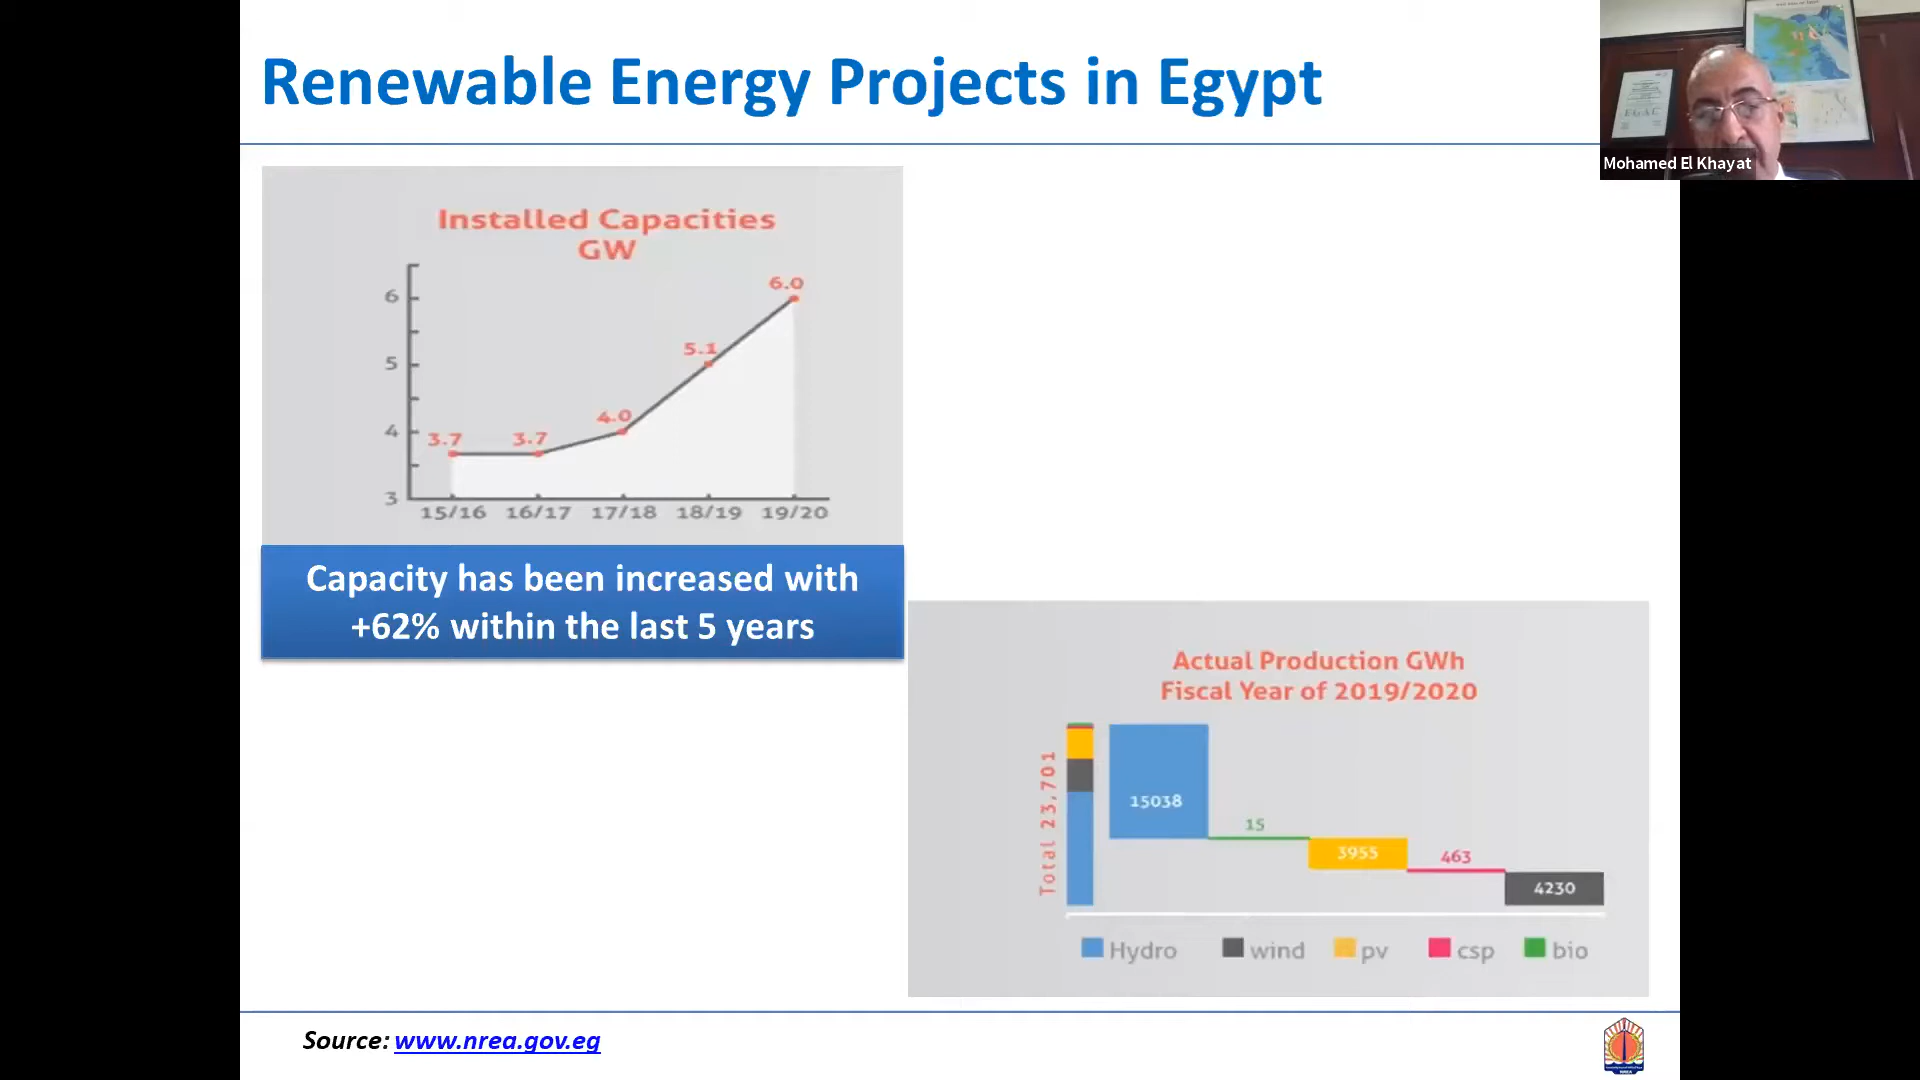 Renewable Energy Projects in Egypt
Mohamed El Khayat
EGAC
Installed Capacities
GW
6.0
6
5.1
5
4.0
4
3.7
3.7
3
15/16 16/17 17/18 18/19 19/20
Capacity has been increased with
+62% within the last 5 years
Actual Production GWh
Fiscal Year of 2019/2020
Total 23,701
15038
15
3955
463
4230
Hydro wind pv csp bio
Source: www.nrea.gov.eg
NREA